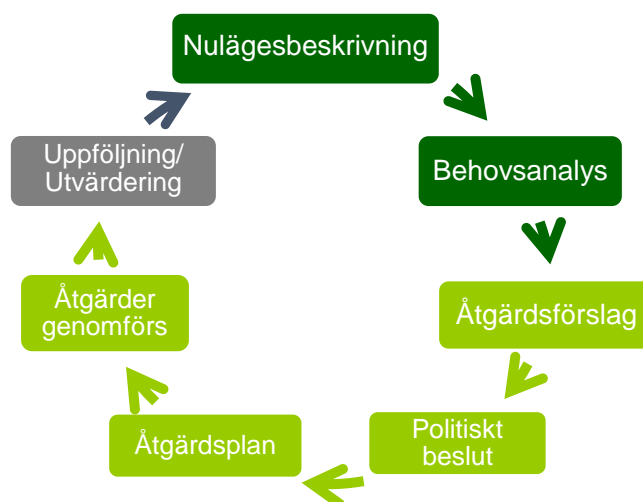 Nulägesbeskrivning
Behovsanalys
Åtgärdsförslag
Politiskt
beslut
Åtgärdsplan
Åtgärder
genomförs
Uppföljning/
Utvärdering